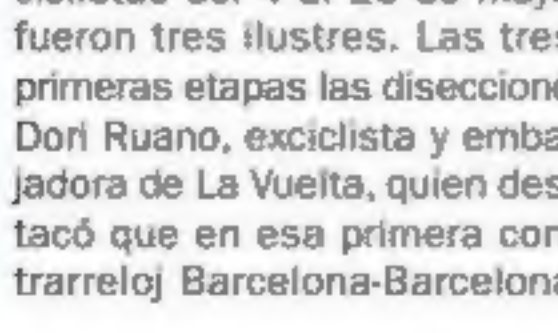 fueron tres ilustres. Las tres
primeras etapas las diseccionó
Dori Ruano, exciclista y emba
jadora de La Vuelta, quien des
tacó que en esa primera con
trarreloj Barcelona-Barcelona